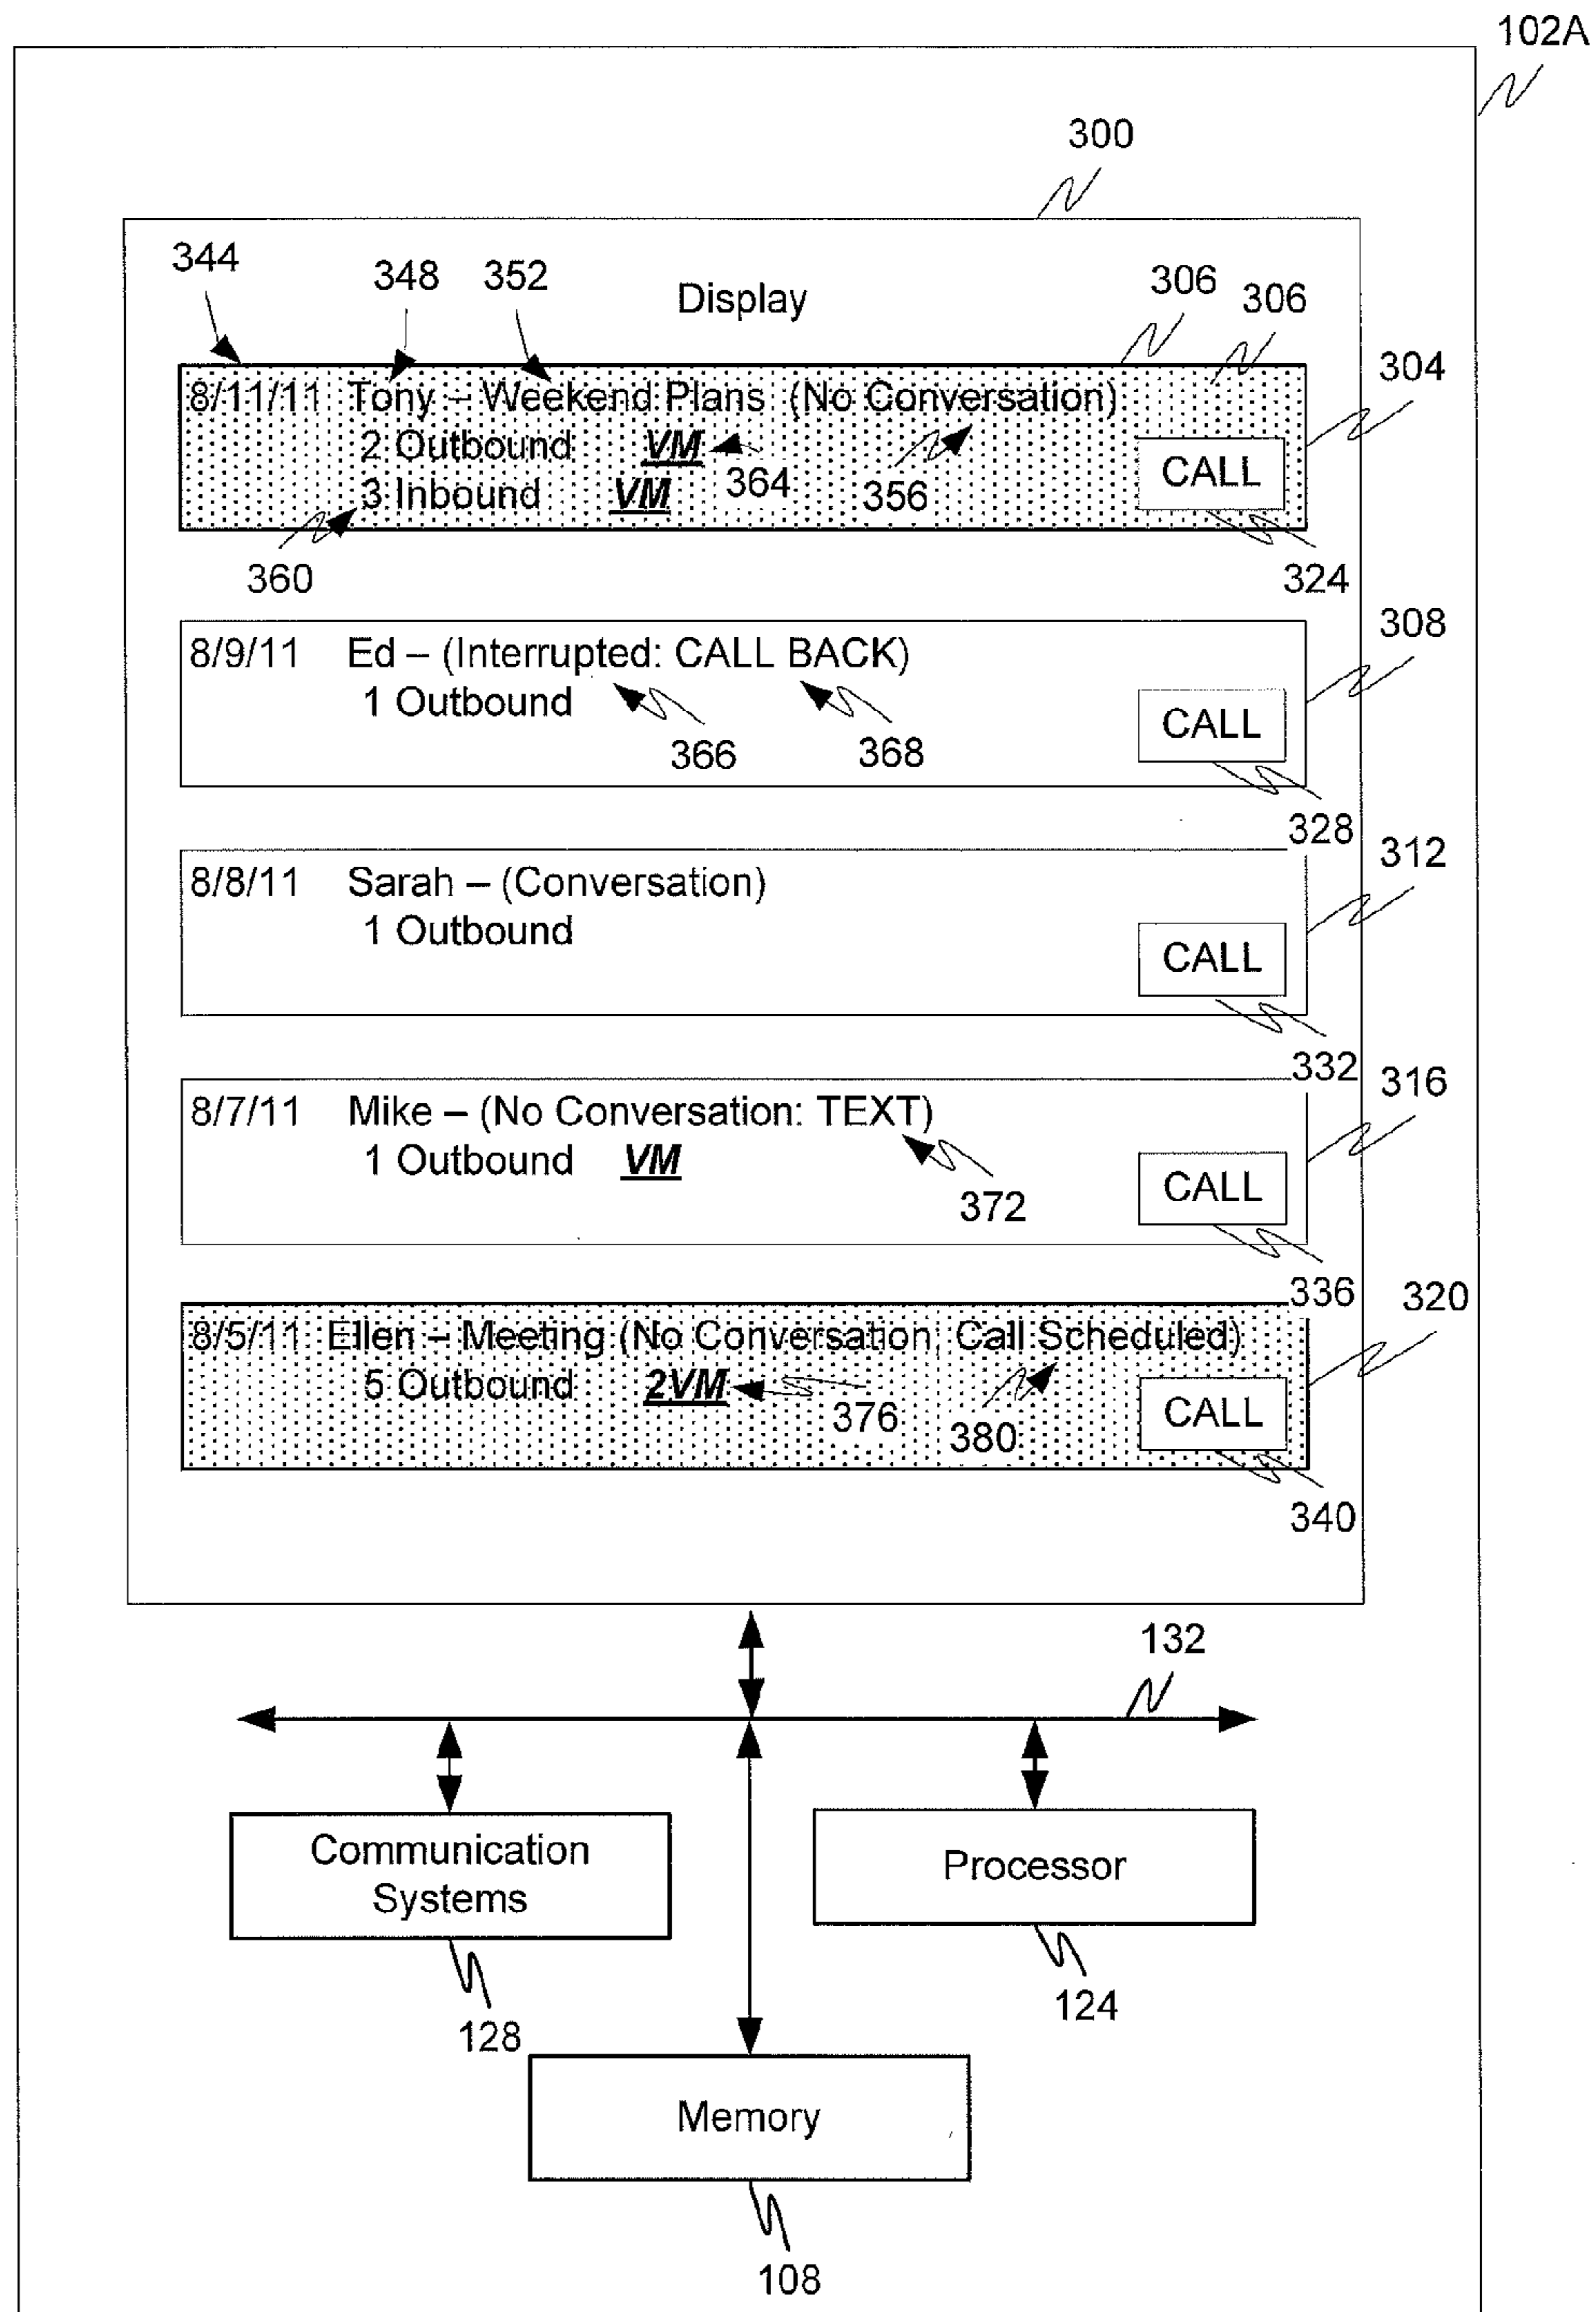 102A
300
344
348 352
Display
306 306
304
8/11/11 Tony – Weekend Plans (No Conversation)
2 Outbound VM
364
356
CALL
3 Inbound VM
360
324
308
8/9/11 Ed – (Interrupted: CALL BACK)
1 Outbound
366
368
CALL
328
312
8/8/11 Sarah – (Conversation)
1 Outbound
CALL
332
316
8/7/11 Mike – (No Conversation: TEXT)
1 Outbound VM
372
CALL
336
320
8/5/11 Ellen – Meeting (No Conversation, Call Scheduled)
5 Outbound 2VM
376
380
CALL
340
132
Communication
Systems
Processor
128
124
Memory
108